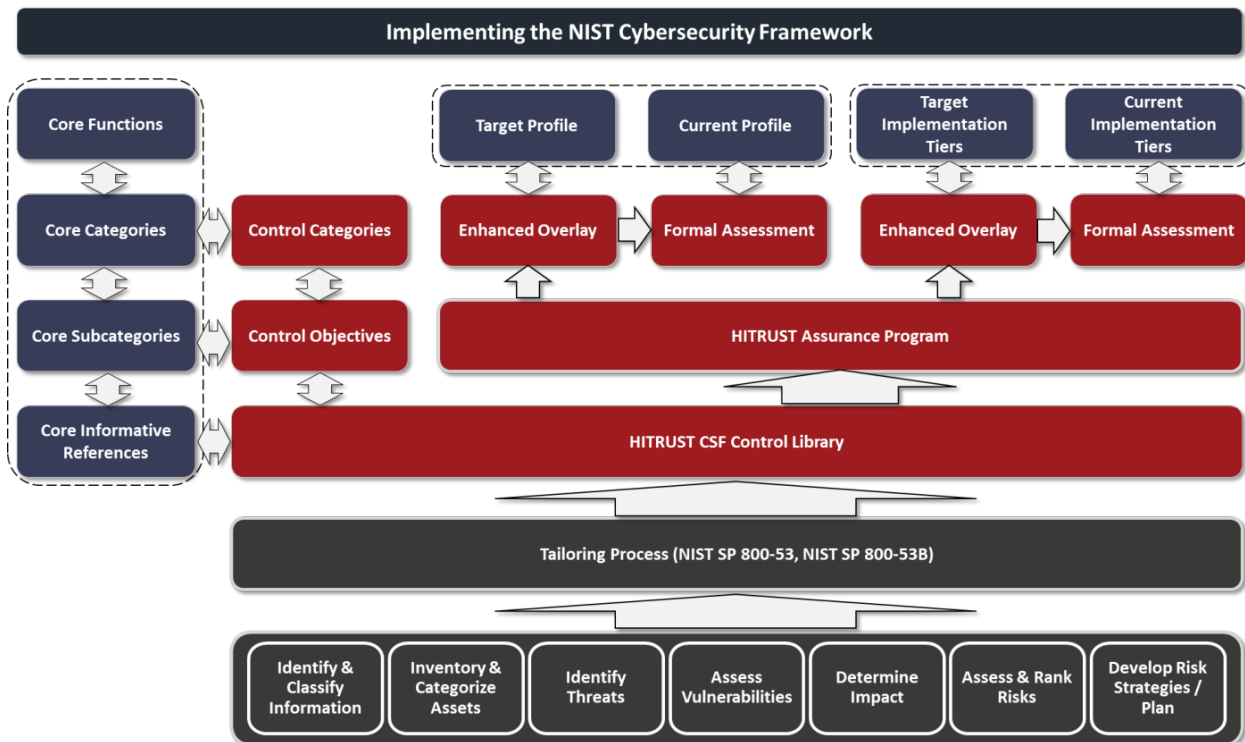 Implementing the NIST Cybersecurity Framework
Core Functions
Target Profile
Current Profile
Target
Implementation
Tiers
Current
Implementation
Tiers
Core Categories
Control Categories
Enhanced Overlay
Formal Assessment
Enhanced Overlay
Formal Assessment
Core Subcategories
Control Objectives
HITRUST Assurance Program
Core Informative
References
HITRUST CSF Control Library
Tailoring Process (NIST SP 800-53, NIST SP 800-53B)
Identify &
Classify
Information
Inventory &
Categorize
Assets
Identify
Threats
Assess
Vulnerabilities
Determine
Impact
Assess & Rank
Risks
Develop Risk
Strategies /
Plan